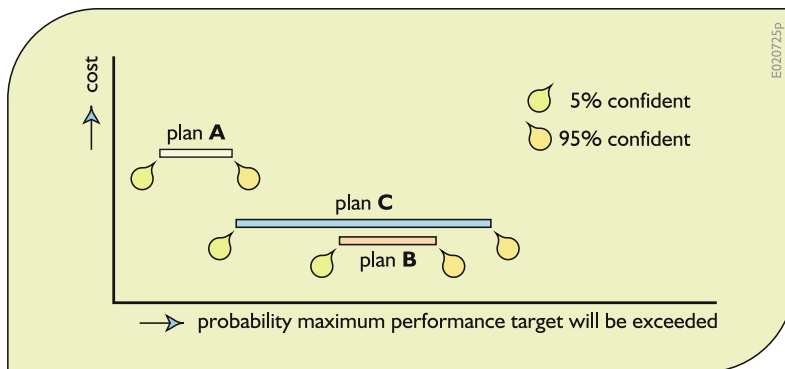 E020725p
cost
5% confident
95% confident
plan A
plan C
plan B
probability maximum performance target will be exceeded